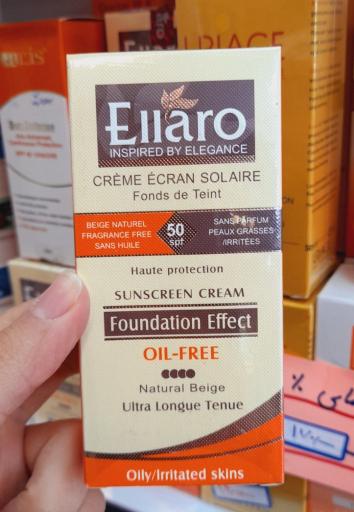 Ellaro
INSPIRED BY ELEGANCE
CRÈME ÉCRAN SOLAIRE
Fonds de Teint
BEIGE NATUREL
FRAGRANCE FREE
SANS HUILE
50
spf
SANS PARFUM
PEAUX GRASSES
/IRRITÉES
Haute protection
SUNSCREEN CREAM
Foundation Effect
OIL-FREE
Natural Beige
Ultra Longue Tenue
Oily/Irritated skins
URIAGE
%